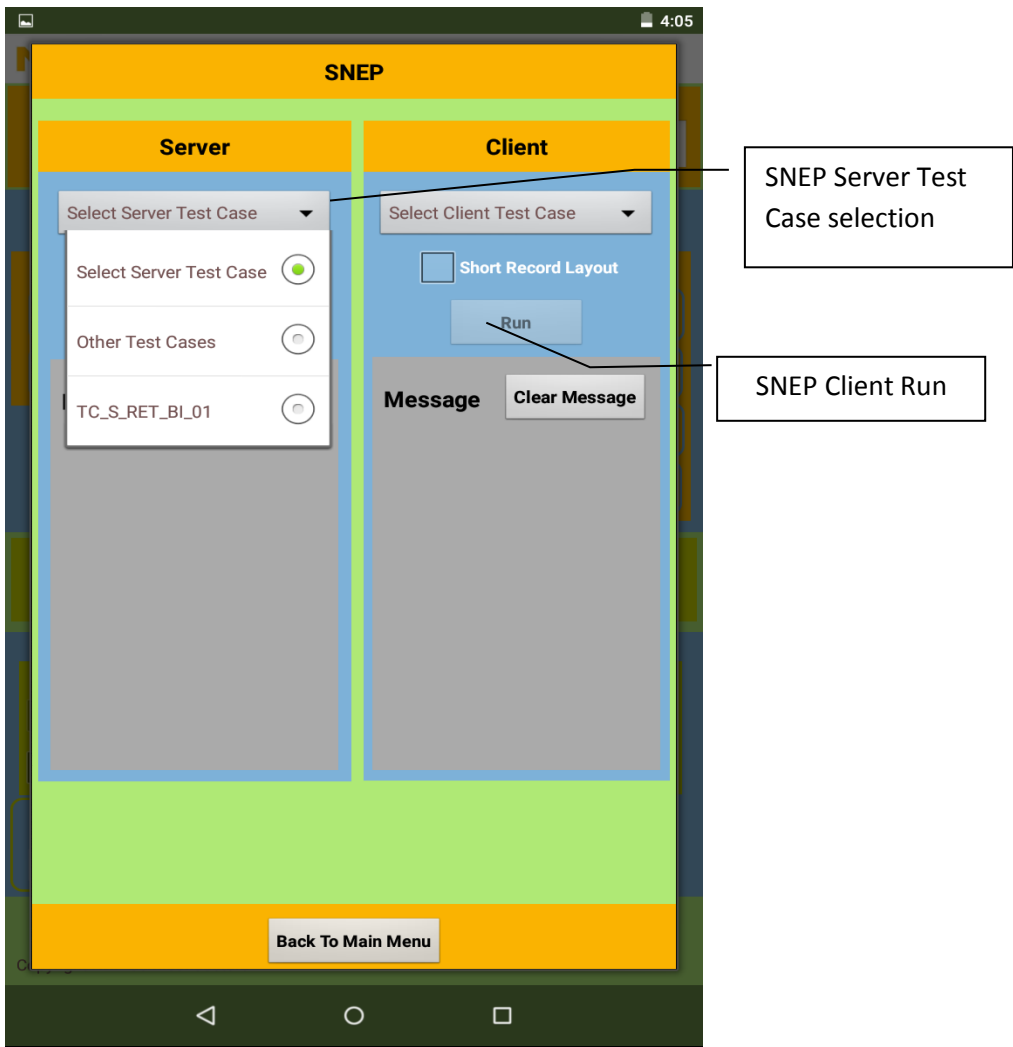 4:05
SNEP
Server
Client
Select Server Test Case
Select Client Test Case
Select Server Test Case
Other Test Cases
TC_S_RET_BI_01
Short Record Layout
Run
Message
Clear Message
Back To Main Menu
SNEP Server Test
Case selection
SNEP Client Run